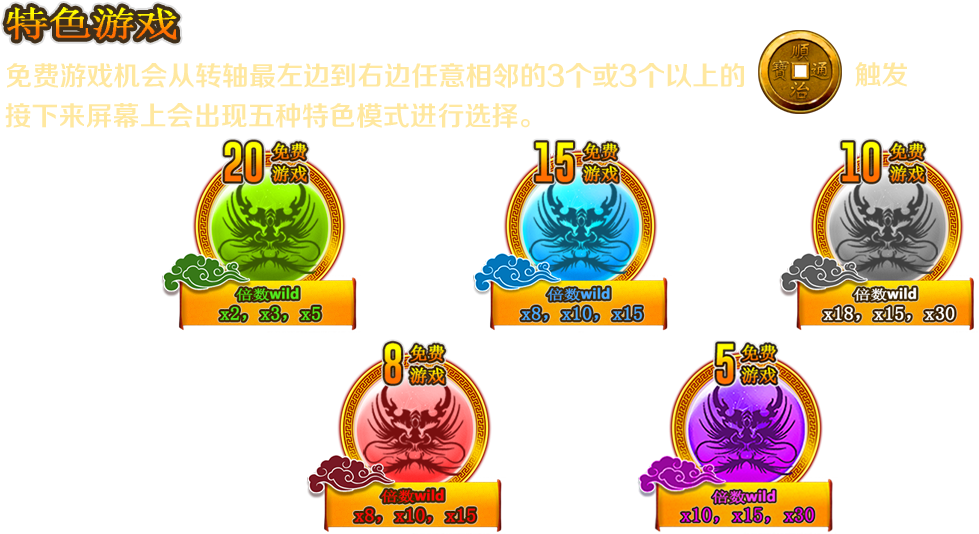 特色游戏
免费游戏机会从转轴最左边到右边任意相邻的3个或3个以上的 順治通寶 触发
接下来屏幕上会出现五种特色模式进行选择。
20 免费游戏
倍数wild
x2, x3, x5
15 免费游戏
倍数wild
x8, x10, x15
10 免费游戏
倍数wild
x18, x15, x30
8 免费游戏
倍数wild
x8, x10, x15
5 免费游戏
倍数wild
x10, x15, x30